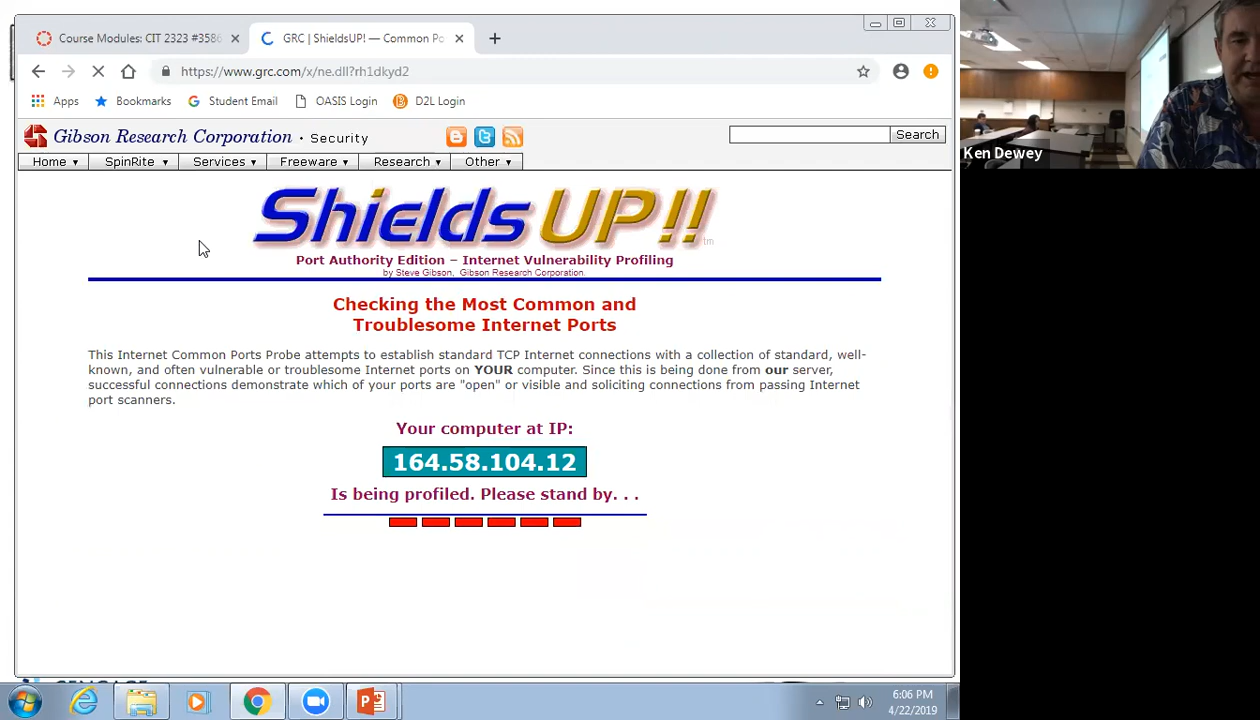 Course Modules: CIT 2323 #3586
GRC | ShieldsUP! — Common Po
https://www.grc.com/x/ne.dll?rh1dkyd2
Apps
Bookmarks
Student Email
OASIS Login
D2L Login
Gibson Research Corporation · Security
Search
Home ▾
SpinRite ▾
Services ▾
Freeware ▾
Research ▾
Other ▾
Shields UP!!
tm
Port Authority Edition – Internet Vulnerability Profiling
by Steve Gibson, Gibson Research Corporation.
Checking the Most Common and
Troublesome Internet Ports
This Internet Common Ports Probe attempts to establish standard TCP Internet connections with a collection of standard, well-
known, and often vulnerable or troublesome Internet ports on YOUR computer. Since this is being done from our server,
successful connections demonstrate which of your ports are "open" or visible and soliciting connections from passing Internet
port scanners.
Your computer at IP:
164.58.104.12
Is being profiled. Please stand by. . .
Ken Dewey
6:06 PM
4/22/2019